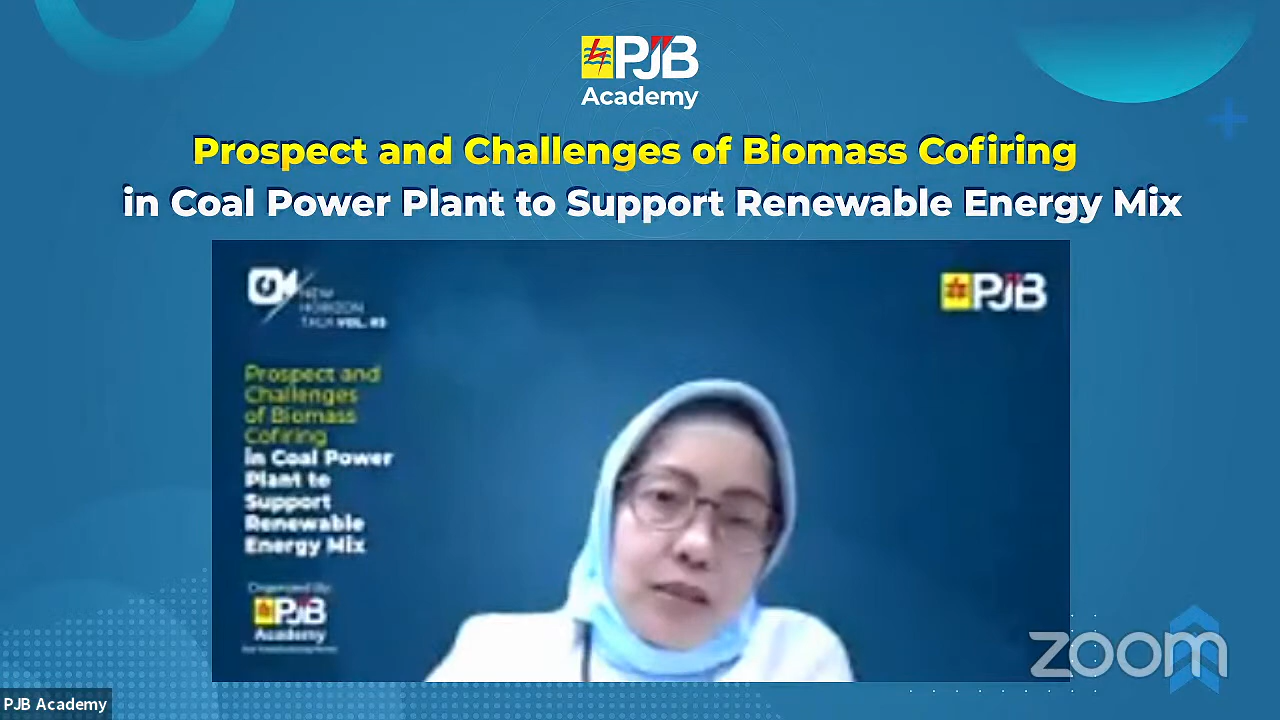 PJB
Academy
Prospect and Challenges of Biomass Cofiring
in Coal Power Plant to Support Renewable Energy Mix
NEW
HORIZON
TALK VOL. 
PJB
Prospect and
Challenges
of Biomass
Cofiring
in Coal Power
Plant to
Support
Renewable
Energy Mix
Organized By
PJB
Academy
zoom
PJB Academy